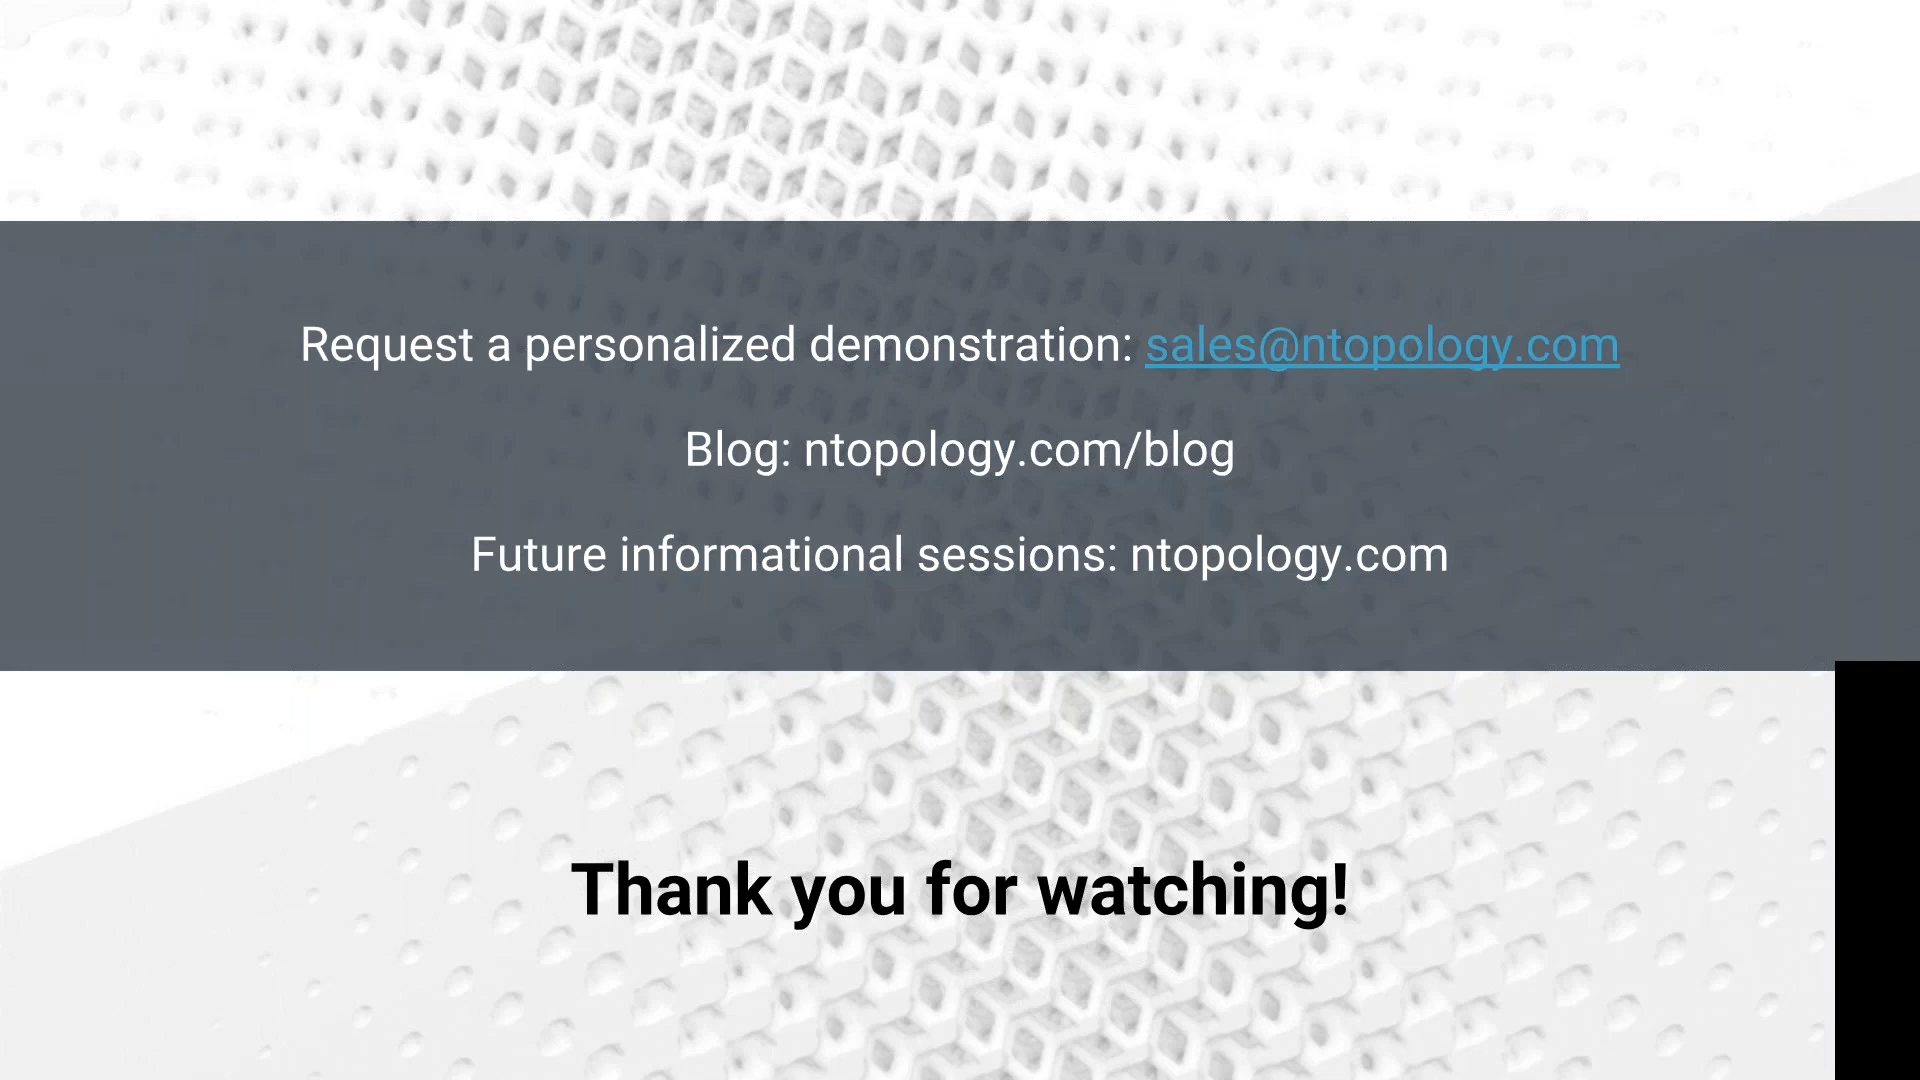 Request a personalized demonstration: sales@ntopology.com
Blog: ntopology.com/blog
Future informational sessions: ntopology.com
Thank you for watching!